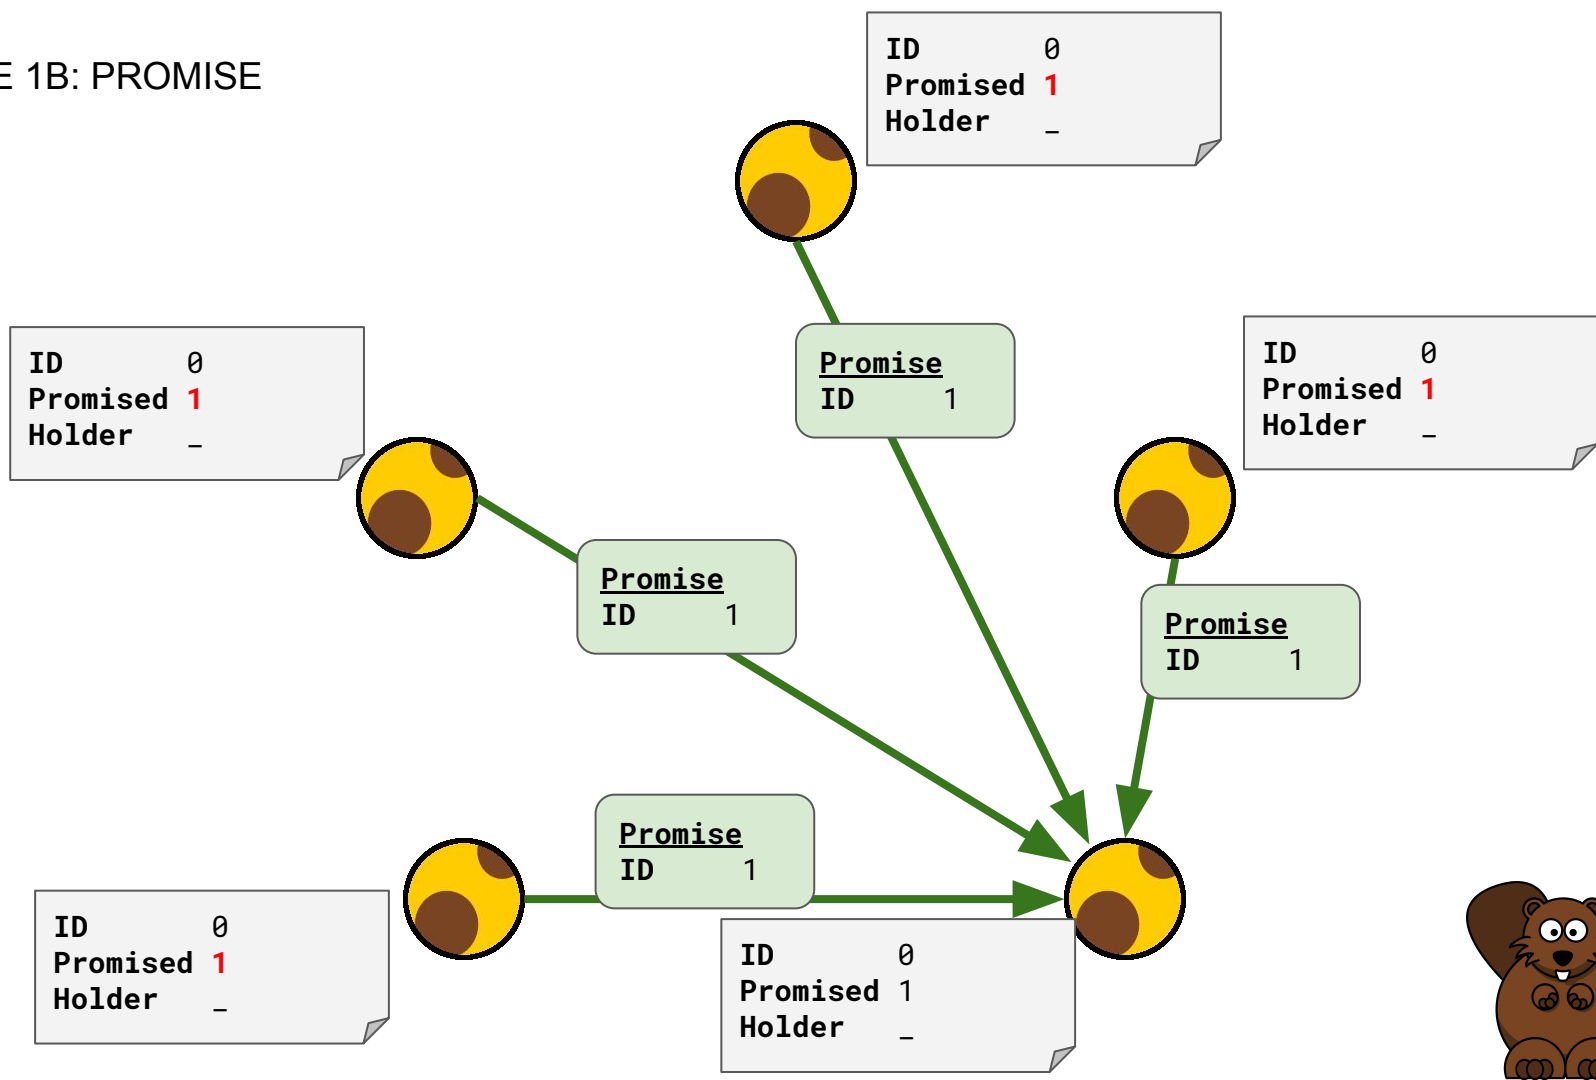 E 1B: PROMISE
ID 0
Promised 1
Holder _
ID 0
Promised 1
Holder _
ID 0
Promised 1
Holder _
Promise
ID 1
Promise
ID 1
Promise
ID 1
Promise
ID 1
ID 0
Promised 1
Holder _
ID 0
Promised 1
Holder _